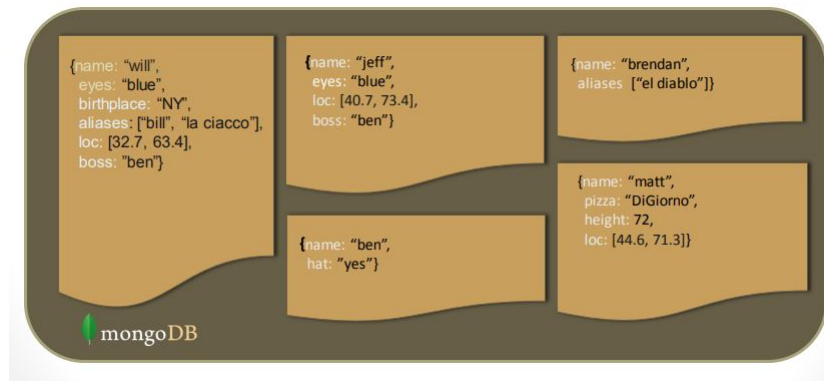 {name: “will”,
eyes: “blue”,
birthplace: “NY”,
aliases: [“bill”, “la ciacco”],
loc: [32.7, 63.4],
boss: ”ben”}
{name: “jeff”,
eyes: “blue”,
loc: [40.7, 73.4],
boss: “ben”}
{name: “ben”,
hat: ”yes”}
{name: “brendan”,
aliases [“el diablo”]}
{name: “matt”,
pizza: “DiGiorno”,
height: 72,
loc: [44.6, 71.3]}
mongoDB